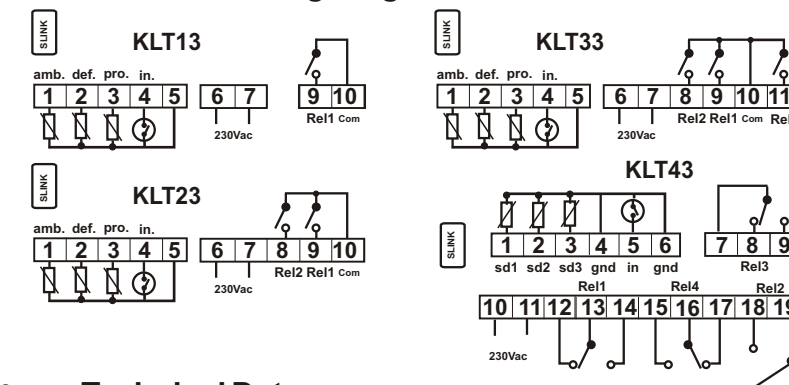 SLINK
KLT13
amb. def. pro. in.
1 2 3 4 5 6 7 9 10
Rel1 Com
230Vac
SLINK
KLT23
amb. def. pro. in.
1 2 3 4 5 6 7 8 9 10
Rel2 Rel1 Com
230Vac
SLINK
KLT33
amb. def. pro. in.
1 2 3 4 5 6 7 8 9 10 11
Rel2 Rel1 Com
230Vac
KLT43
SLINK
1 2 3 4 5 6 7 8 9
sd1 sd2 sd3 gnd in gnd Rel3
Rel1 Rel4 Rel2
10 11 12 13 14 15 16 17 18
230Vac